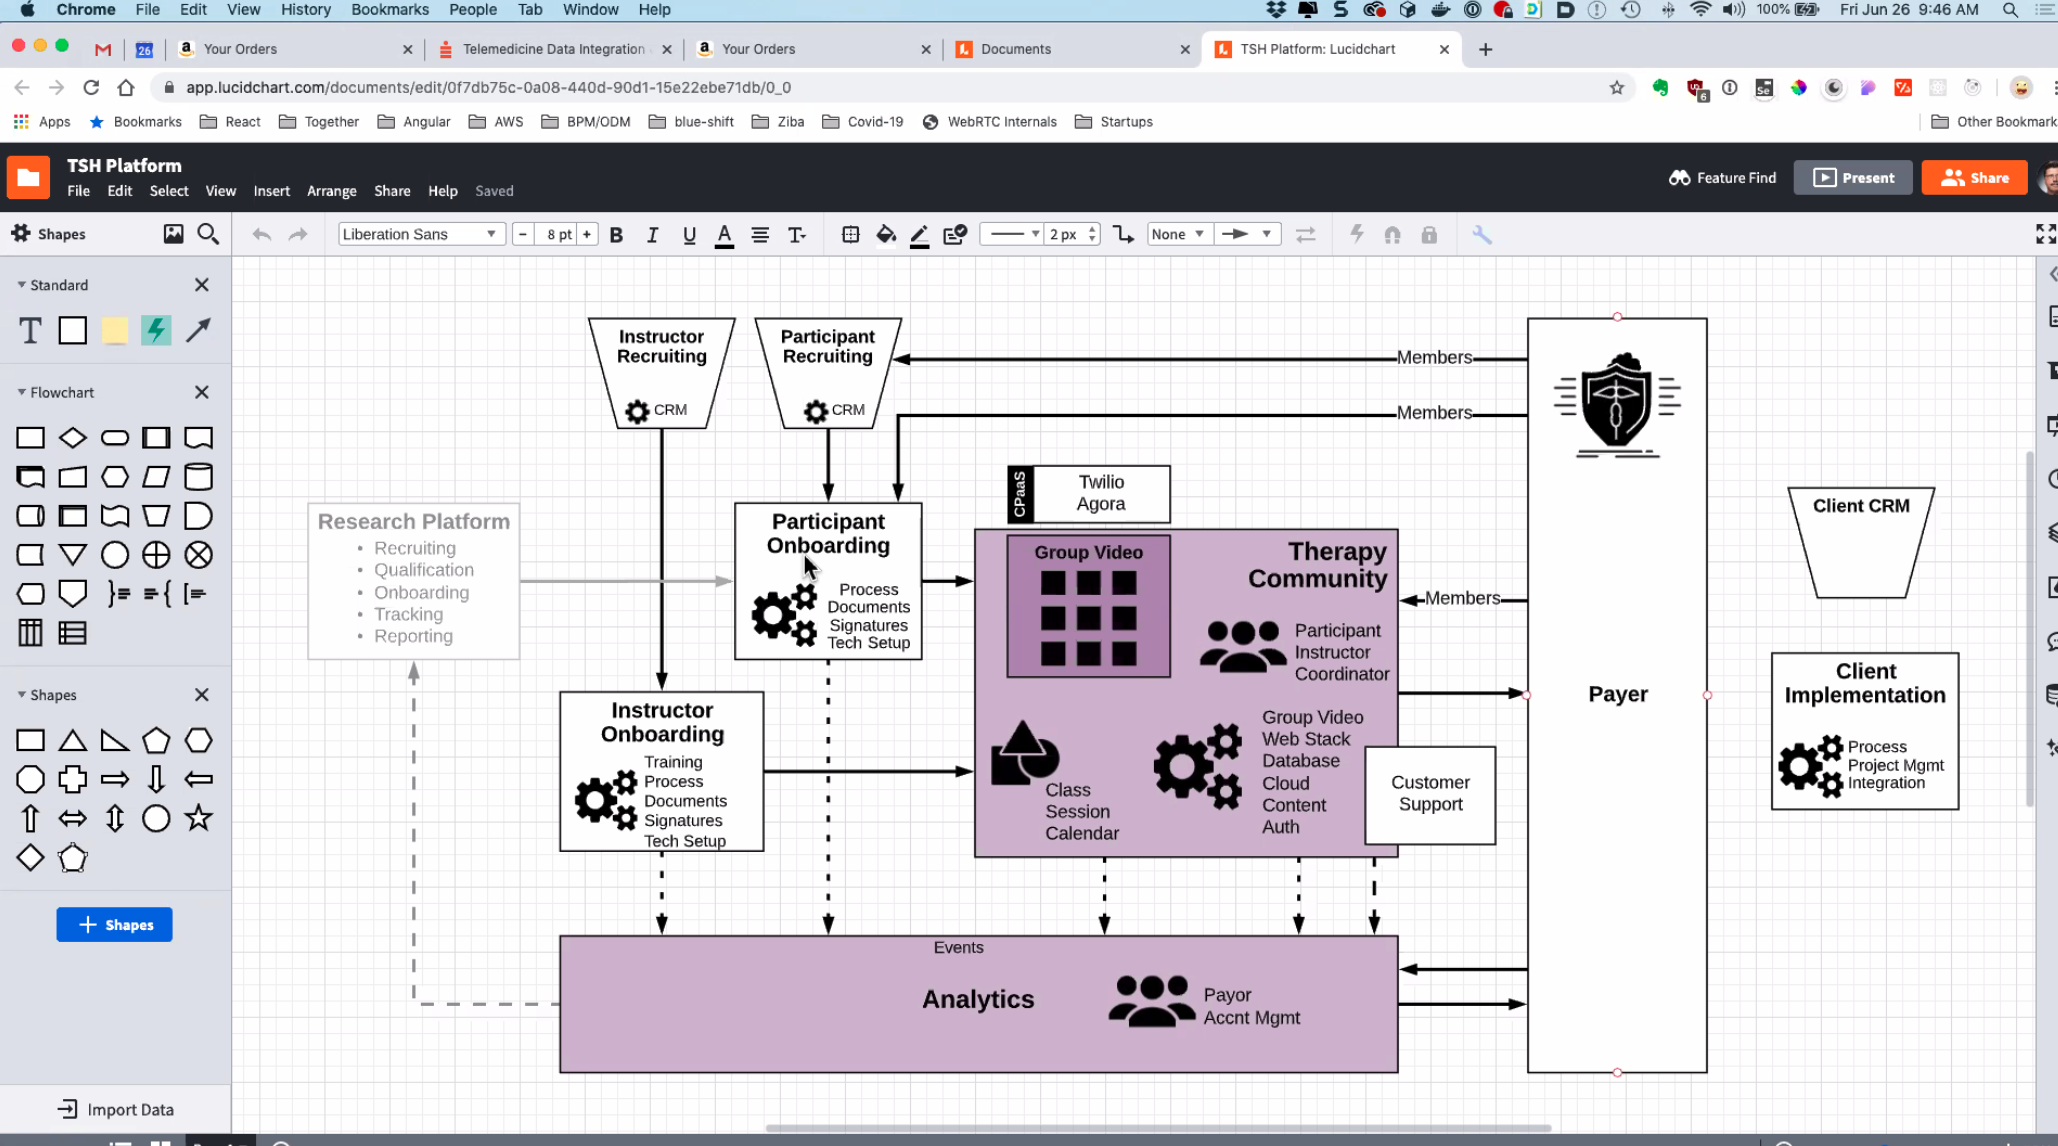 Chrome File Edit View History Bookmarks People Tab Window Help
100% Fri Jun 26 9:46 AM
26 Your Orders
Telemedicine Data Integration
Your Orders
Documents
TSH Platform: Lucidchart
app.lucidchart.com/documents/edit/0f7db75c-0a08-440d-90d1-15e22ebe71db/0_0
6
Se
Apps Bookmarks React Together Angular AWS BPM/ODM blue-shift Ziba Covid-19 WebRTC Internals Startups Other Bookmark
TSH Platform
File Edit Select View Insert Arrange Share Help Saved
Feature Find Present Share
Shapes
Liberation Sans - 8 pt + B I U A T 2 px None
Standard
T
Flowchart
Shapes
+ Shapes
Import Data
Instructor
Recruiting
CRM
Participant
Recruiting
CRM
Members
Members
Research Platform
• Recruiting
• Qualification
• Onboarding
• Tracking
• Reporting
Participant
Onboarding
Process
Documents
Signatures
Tech Setup
CPaaS
Twilio
Agora
Group Video
Therapy
Community
Participant
Instructor
Coordinator
Members
Instructor
Onboarding
Training
Process
Documents
Signatures
Tech Setup
Class
Session
Calendar
Group Video
Web Stack
Database
Cloud
Content
Auth
Customer
Support
Payer
Client CRM
Client
Implementation
Process
Project Mgmt
Integration
Events
Analytics
Payor
Accnt Mgmt